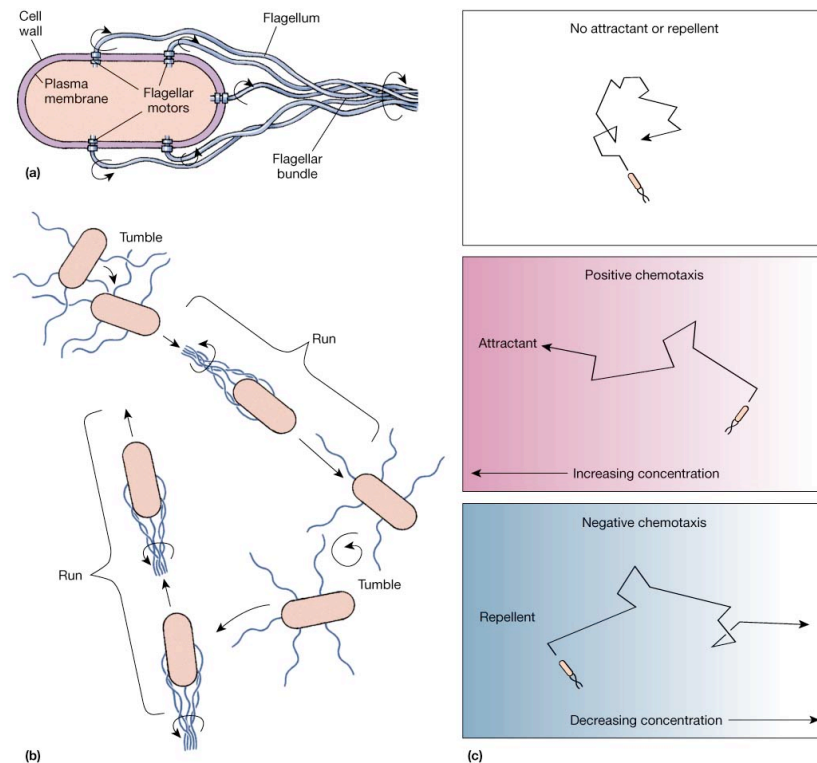 Cell
wall
Plasma
membrane
Flagellar
motors
Flagellum
Flagellar
bundle
(a)
Tumble
Run
Run
Tumble
(b)
No attractant or repellent
Positive chemotaxis
Attractant
Increasing concentration
Negative chemotaxis
Repellent
Decreasing concentration
(c)